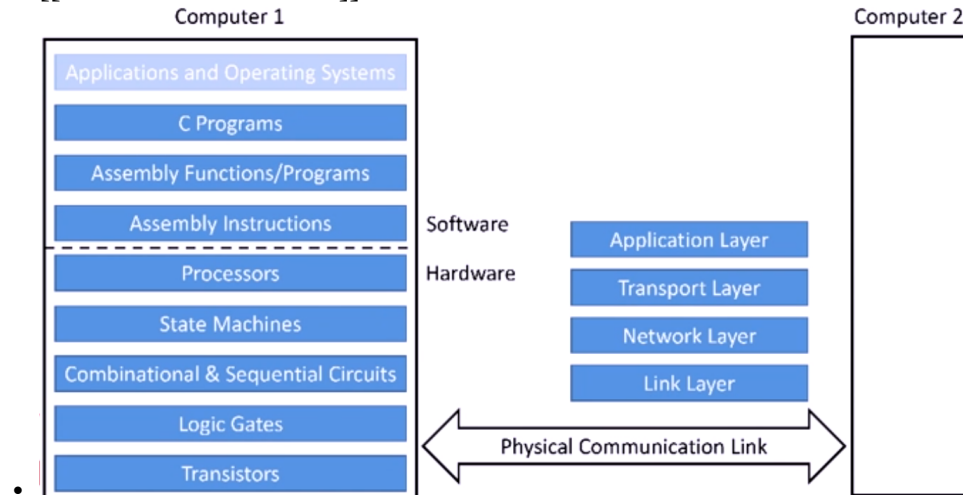 Computer 1
Computer 2
Applications and Operating Systems
C Programs
Assembly Functions/Programs
Assembly Instructions
Software
Processors
Hardware
State Machines
Combinational & Sequential Circuits
Logic Gates
Transistors
Application Layer
Transport Layer
Network Layer
Link Layer
Physical Communication Link